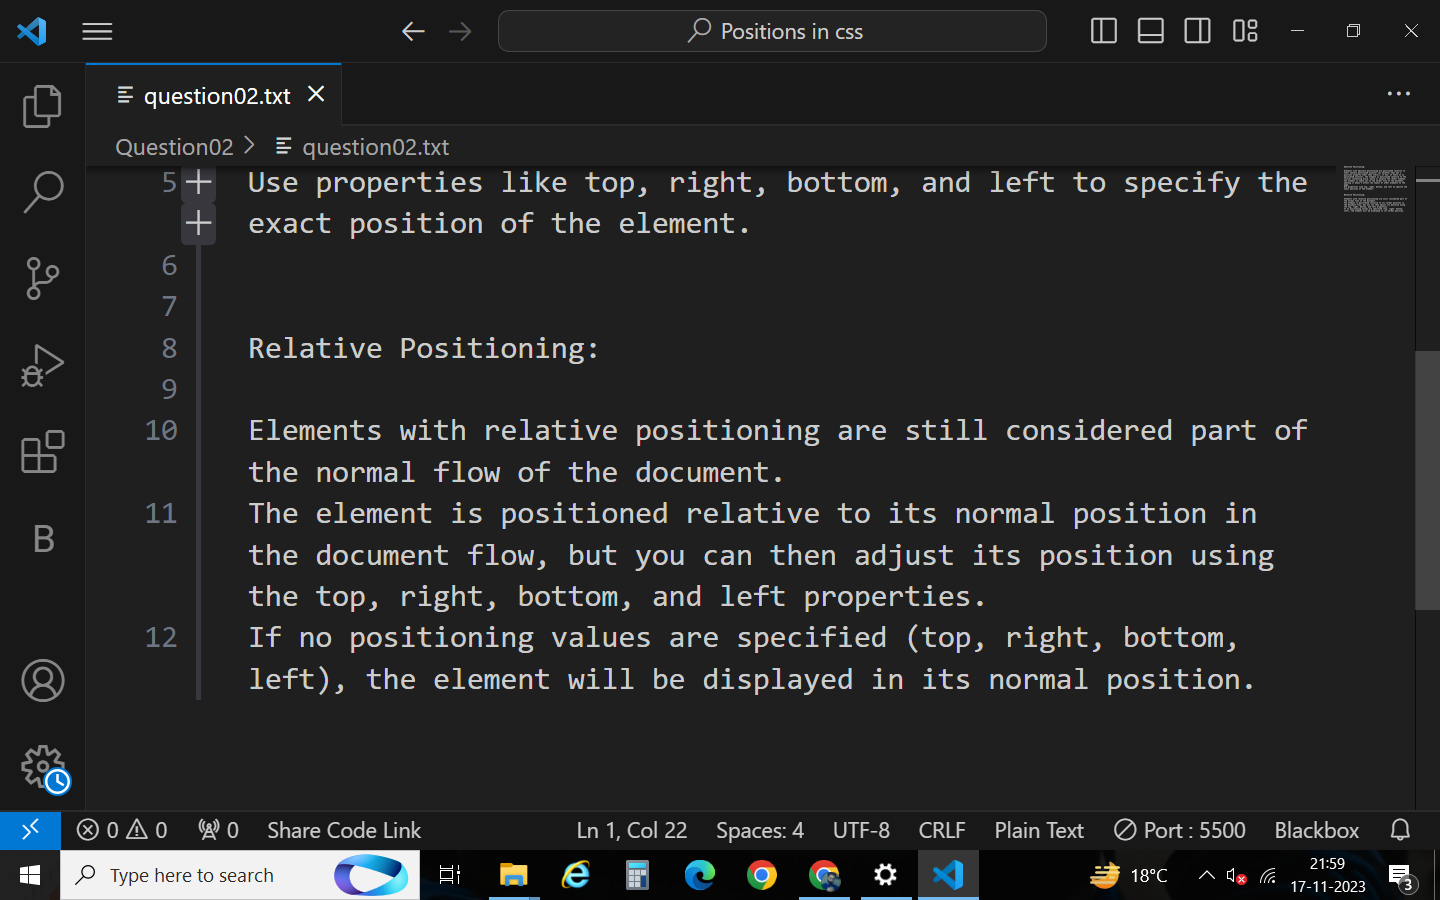 Positions in css
question02.txt
Question02 > question02.txt
5 Use properties like top, right, bottom, and left to specify the
exact position of the element.
6
7
8 Relative Positioning:
9
10 Elements with relative positioning are still considered part of
the normal flow of the document.
11 The element is positioned relative to its normal position in
the document flow, but you can then adjust its position using
the top, right, bottom, and left properties.
12 If no positioning values are specified (top, right, bottom,
left), the element will be displayed in its normal position.
B
0 0 0 Share Code Link Ln 1, Col 22 Spaces: 4 UTF-8 CRLF Plain Text Port : 5500 Blackbox
Type here to search 18°C 21:59
17-11-2023 3